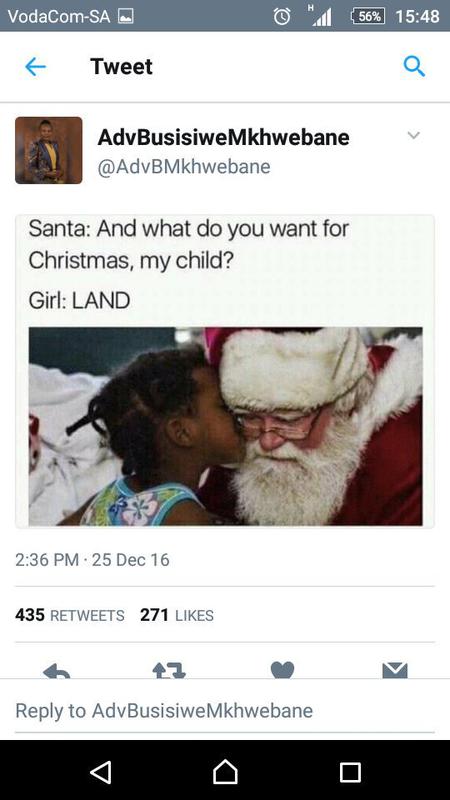 VodaCom-SA H 56% 15:48
Tweet
AdvBusisiweMkhwebane
@AdvBMkhwebane
Santa: And what do you want for
Christmas, my child?
Girl: LAND
2:36 PM · 25 Dec 16
435 RETWEETS 271 LIKES
Reply to AdvBusisiweMkhwebane